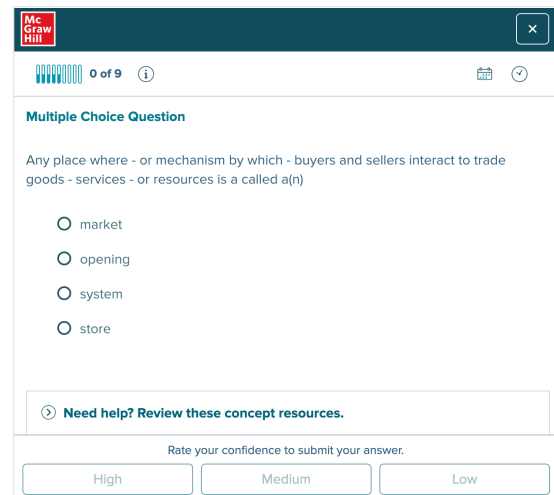 Mc
Graw
Hill
0 of 9
Multiple Choice Question
Any place where - or mechanism by which - buyers and sellers interact to trade
goods - services - or resources is a called a(n)
market
opening
system
store
Need help? Review these concept resources.
Rate your confidence to submit your answer.
High Medium Low